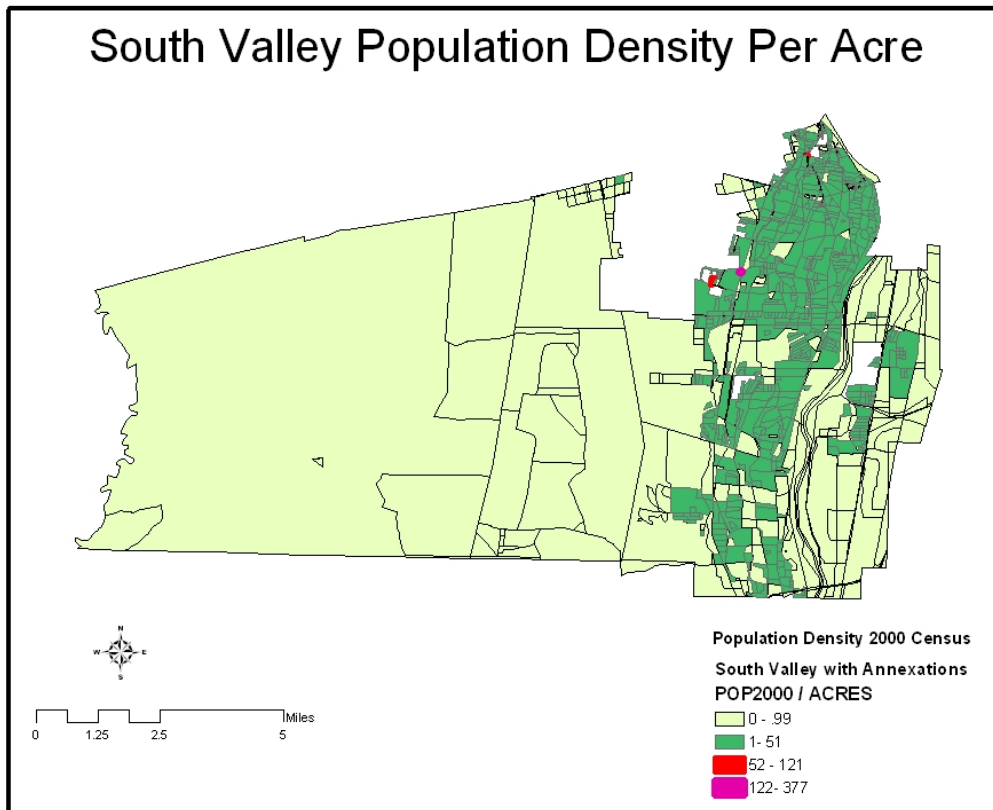 South Valley Population Density Per Acre
N
W E
S
Miles
0 1.25 2.5 5
Population Density 2000 Census
South Valley with Annexations
POP2000 / ACRES
0 - .99
1- 51
52 - 121
122- 377